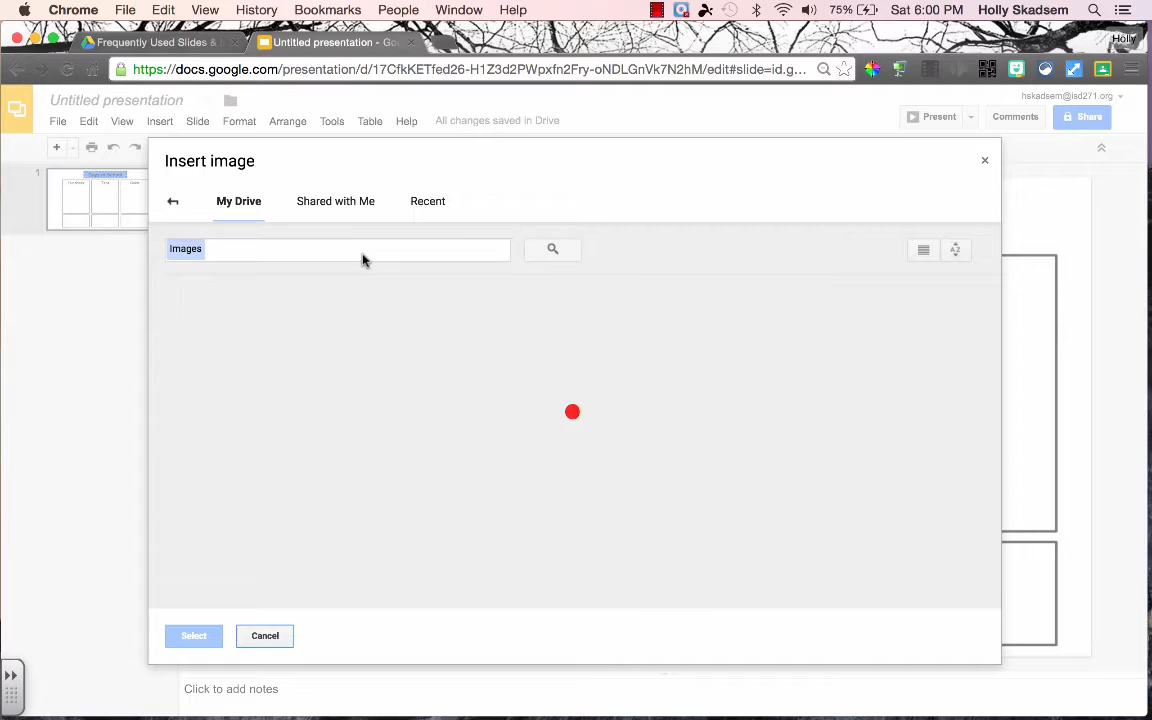 Chrome File Edit View History Bookmarks People Window Help 75% Sat 6:00 PM Holly Skadsem
Frequently Used Slides & Untitled presentation - Go Holly
https://docs.google.com/presentation/d/17CfkKETfed26-H1Z3d2PWpxfn2Fry-oNDLGnVk7N2hM/edit#slide=id.g...
Untitled presentation hskadsem@isd271.org
File Edit View Insert Slide Format Arrange Tools Table Help All changes saved in Drive Present Comments Share
Insert image
1
My Drive Shared with Me Recent
Images
Select Cancel
Click to add notes